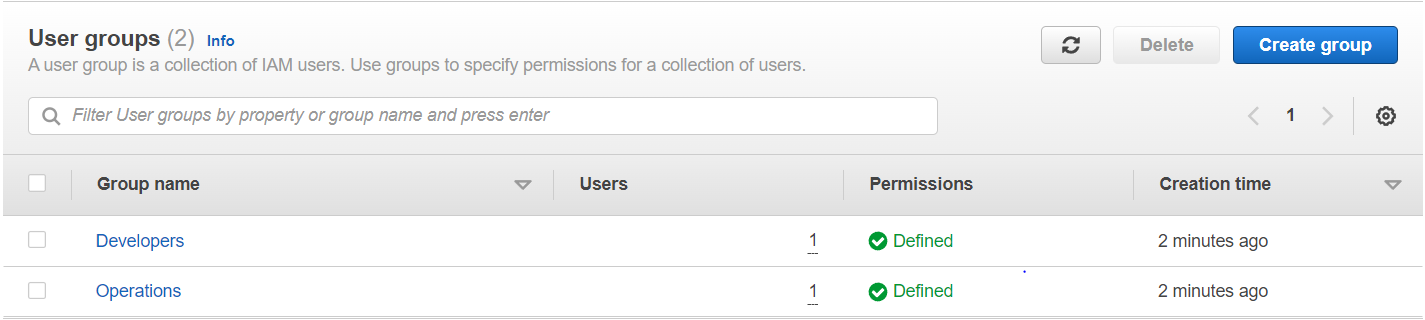 User groups (2) Info
Refresh Delete Create group
A user group is a collection of IAM users. Use groups to specify permissions for a collection of users.
Filter User groups by property or group name and press enter
1
Group name Users Permissions Creation time
Developers 1 Defined 2 minutes ago
Operations 1 Defined 2 minutes ago